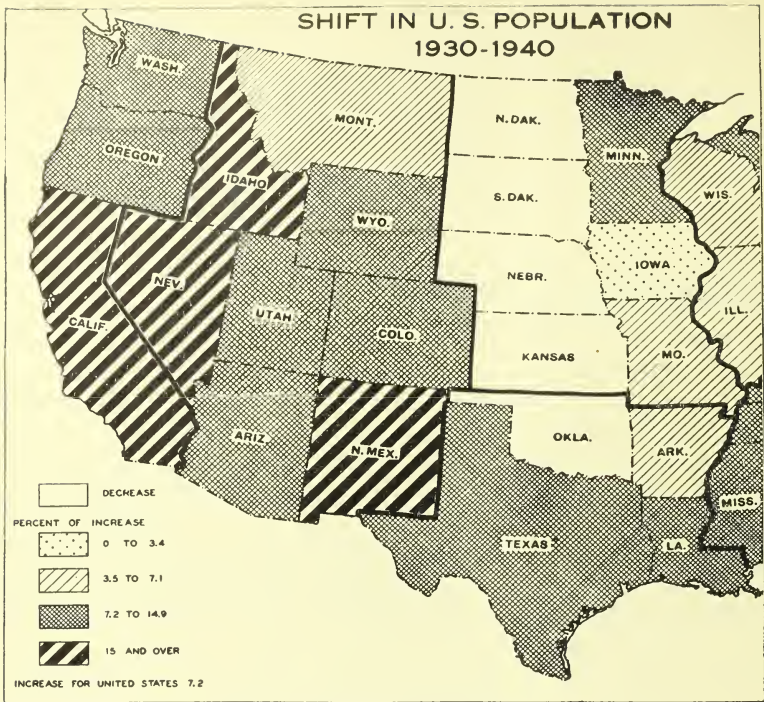 SHIFT IN U. S. POPULATION
1930-1940
WASH.
OREGON
IDAHO
MONT.
N. DAK.
MINN.
WIS.
S. DAK.
WYO.
NEBR.
IOWA
NEV.
CALIF.
UTAH
COLO.
KANSAS
MO.
ILL.
ARIZ.
N. MEX.
OKLA.
ARK.
TEXAS
LA.
MISS.
DECREASE
PERCENT OF INCREASE
0 TO 3.4
3.5 TO 7.1
7.2 TO 14.9
15 AND OVER
INCREASE FOR UNITED STATES 7.2